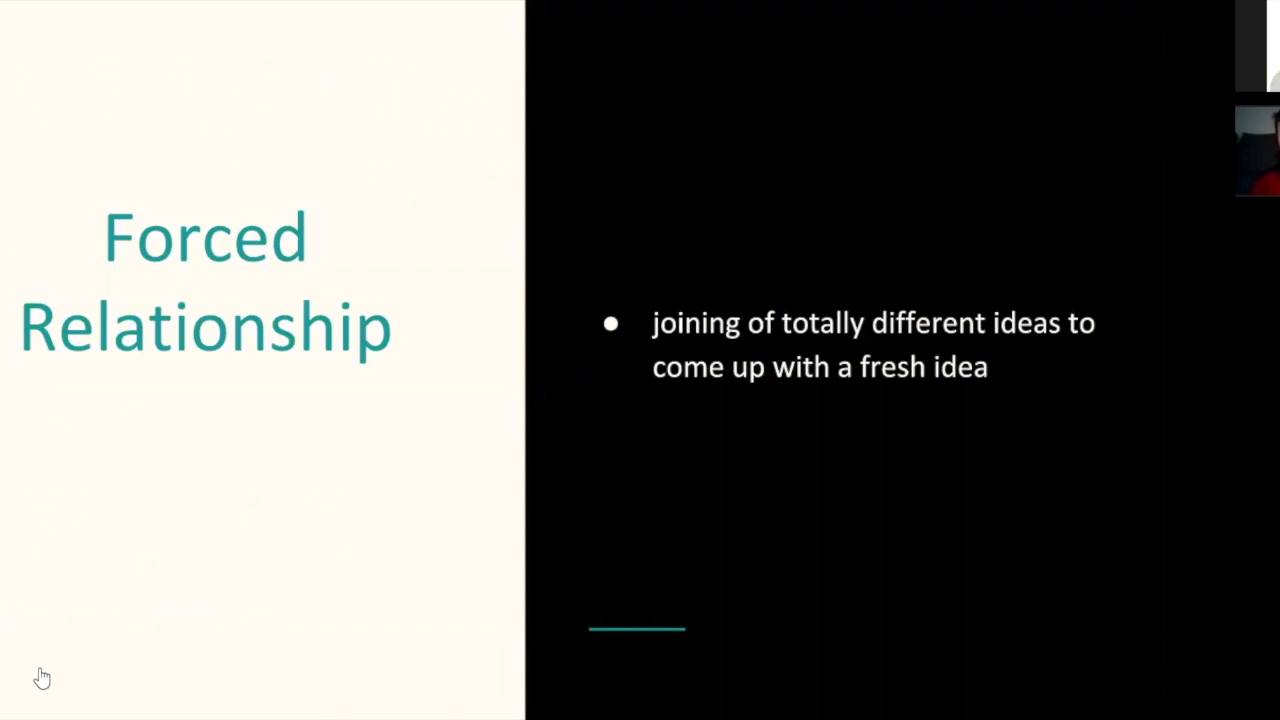 Forced
Relationship
● joining of totally different ideas to
come up with a fresh idea